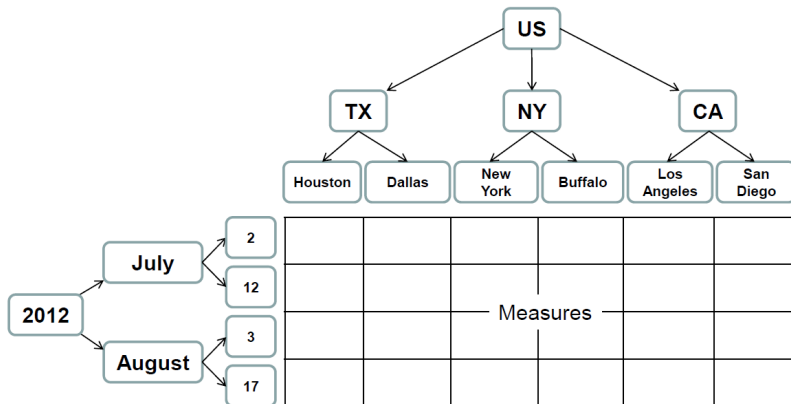 US
TX
NY
CA
Houston
Dallas
New
York
Buffalo
Los
Angeles
San
Diego
2012
July
August
2
12
3
17
Measures